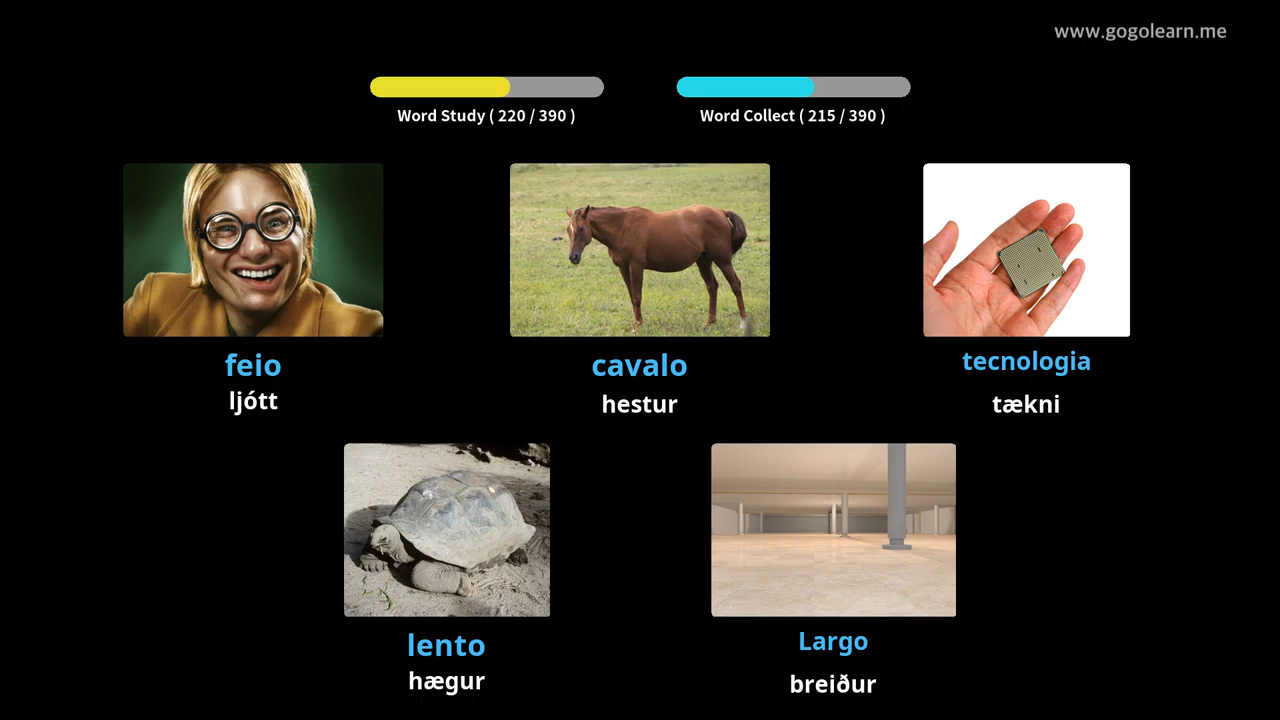 www.gogolearn.me
Word Study ( 220 / 390 )
Word Collect ( 215 / 390 )
feio
ljótt
cavalo
hestur
tecnologia
tækni
lento
hægur
Largo
breiður